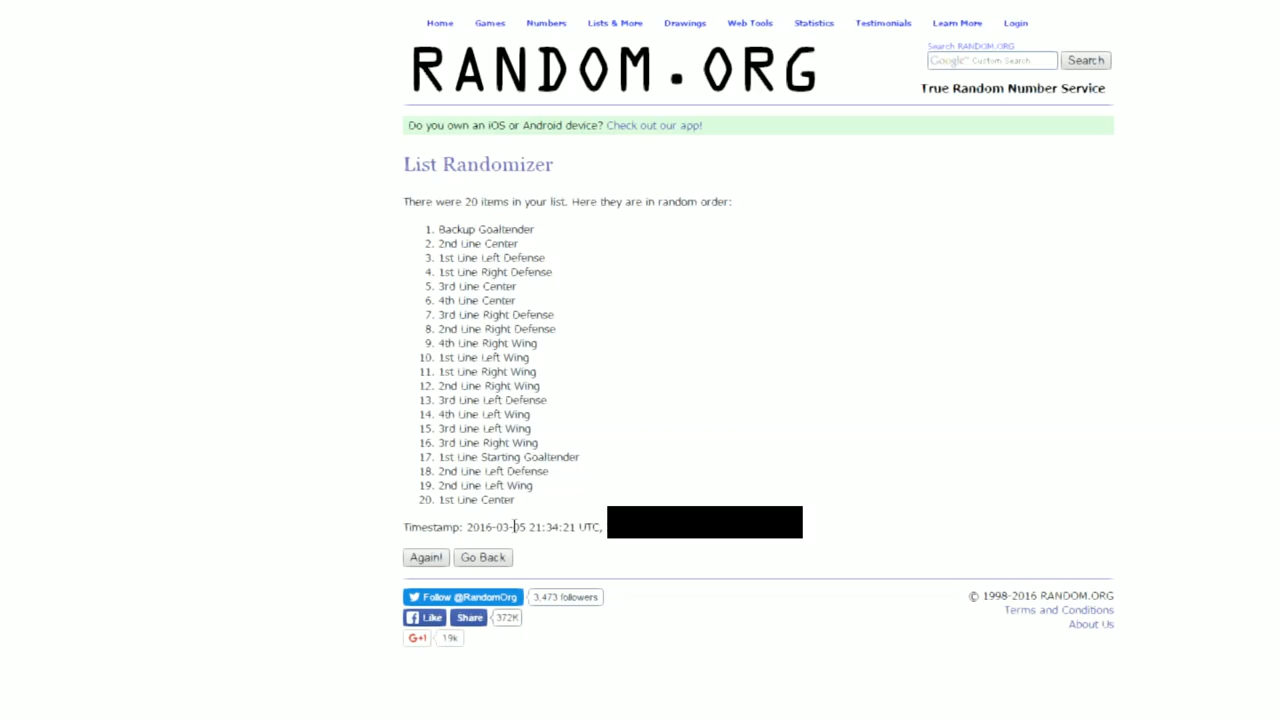 Home Games Numbers Lists & More Drawings Web Tools Statistics Testimonials Learn More Login
RANDOM.ORG
Search RANDOM.ORG
Google™ Custom Search Search
True Random Number Service
Do you own an iOS or Android device? Check out our app!
List Randomizer
There were 20 items in your list. Here they are in random order:
1. Backup Goaltender
2. 2nd Line Center
3. 1st Line Left Defense
4. 1st Line Right Defense
5. 3rd Line Center
6. 4th Line Center
7. 3rd Line Right Defense
8. 2nd Line Right Defense
9. 4th Line Right Wing
10. 1st Line Left Wing
11. 1st Line Right Wing
12. 2nd Line Right Wing
13. 3rd Line Left Defense
14. 4th Line Left Wing
15. 3rd Line Left Wing
16. 3rd Line Right Wing
17. 1st Line Starting Goaltender
18. 2nd Line Left Defense
19. 2nd Line Left Wing
20. 1st Line Center
Timestamp: 2016-03-05 21:34:21 UTC,
Again! Go Back
Follow @RandomOrg 3,473 followers
Like Share 372K
G+1 19k
© 1998-2016 RANDOM.ORG
Terms and Conditions
About Us